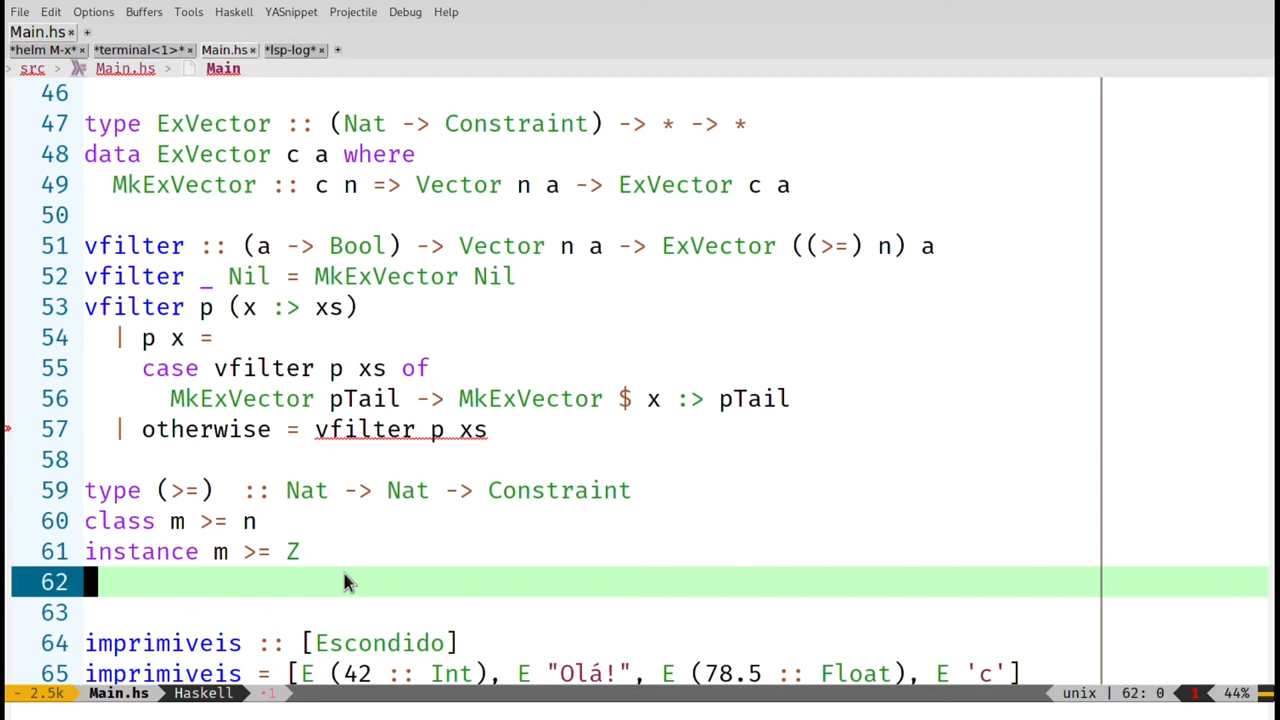 File Edit Options Buffers Tools Haskell YASnippet Projectile Debug Help
Main.hs × +
*helm M-x* × *terminal<1>* × Main.hs × *lsp-log* × +
> src > Main.hs > Main
46
47 type ExVector :: (Nat -> Constraint) -> * -> *
48 data ExVector c a where
49   MkExVector :: c n => Vector n a -> ExVector c a
50
51 vfilter :: (a -> Bool) -> Vector n a -> ExVector ((>=) n) a
52 vfilter _ Nil = MkExVector Nil
53 vfilter p (x :> xs)
54   | p x =
55     case vfilter p xs of
56       MkExVector pTail -> MkExVector $ x :> pTail
57   | otherwise = vfilter p xs
58
59 type (>=)  :: Nat -> Nat -> Constraint
60 class m >= n
61 instance m >= Z
62
63
64 imprimiveis :: [Escondido]
65 imprimiveis = [E (42 :: Int), E "Olá!", E (78.5 :: Float), E 'c']
- 2.5k Main.hs Haskell •1 unix | 62: 0 1 44%